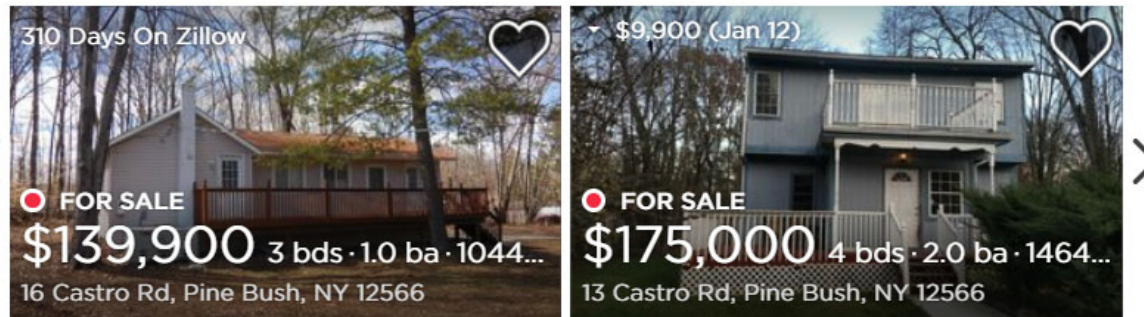 310 Days On Zillow
FOR SALE
$139,900 3 bds · 1.0 ba · 1044...
16 Castro Rd, Pine Bush, NY 12566
$9,900 (Jan 12)
FOR SALE
$175,000 4 bds · 2.0 ba · 1464...
13 Castro Rd, Pine Bush, NY 12566